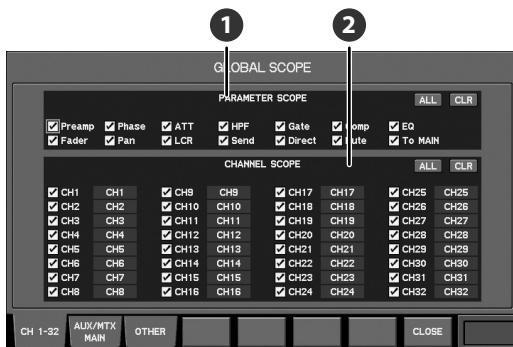 1 2
GLOBAL SCOPE
PARAMETER SCOPE ALL CLR
Preamp Phase ATT HPF Gate Comp EQ
Fader Pan LCR Send Direct Mute To MAIN
CHANNEL SCOPE ALL CLR
CH1 CH1 CH9 CH9 CH17 CH17 CH25 CH25
CH2 CH2 CH10 CH10 CH18 CH18 CH26 CH26
CH3 CH3 CH11 CH11 CH19 CH19 CH27 CH27
CH4 CH4 CH12 CH12 CH20 CH20 CH28 CH28
CH5 CH5 CH13 CH13 CH21 CH21 CH29 CH29
CH6 CH6 CH14 CH14 CH22 CH22 CH30 CH30
CH7 CH7 CH15 CH15 CH23 CH23 CH31 CH31
CH8 CH8 CH16 CH16 CH24 CH24 CH32 CH32
CH 1-32 AUX/MTX MAIN OTHER CLOSE